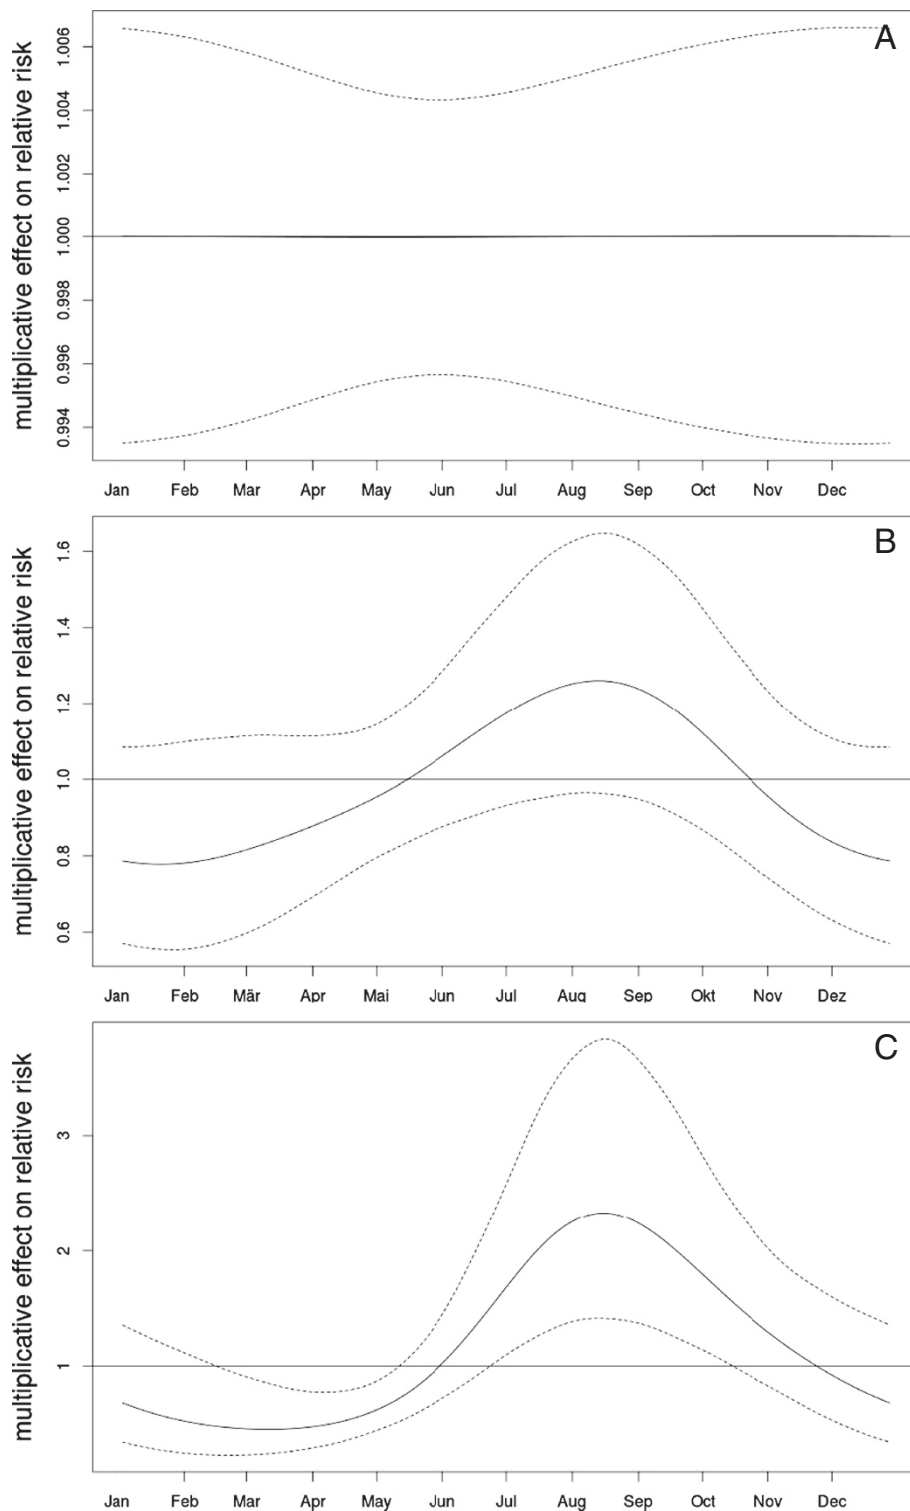 A
multiplicative effect on relative risk
1.006
1.004
1.002
1.000
0.998
0.996
0.994
Jan Feb Mar Apr May Jun Jul Aug Sep Oct Nov Dec
B
multiplicative effect on relative risk
1.6
1.4
1.2
1.0
0.8
0.6
Jan Feb Mär Apr Mai Jun Jul Aug Sep Okt Nov Dez
C
multiplicative effect on relative risk
3
2
1
Jan Feb Mar Apr May Jun Jul Aug Sep Oct Nov Dec